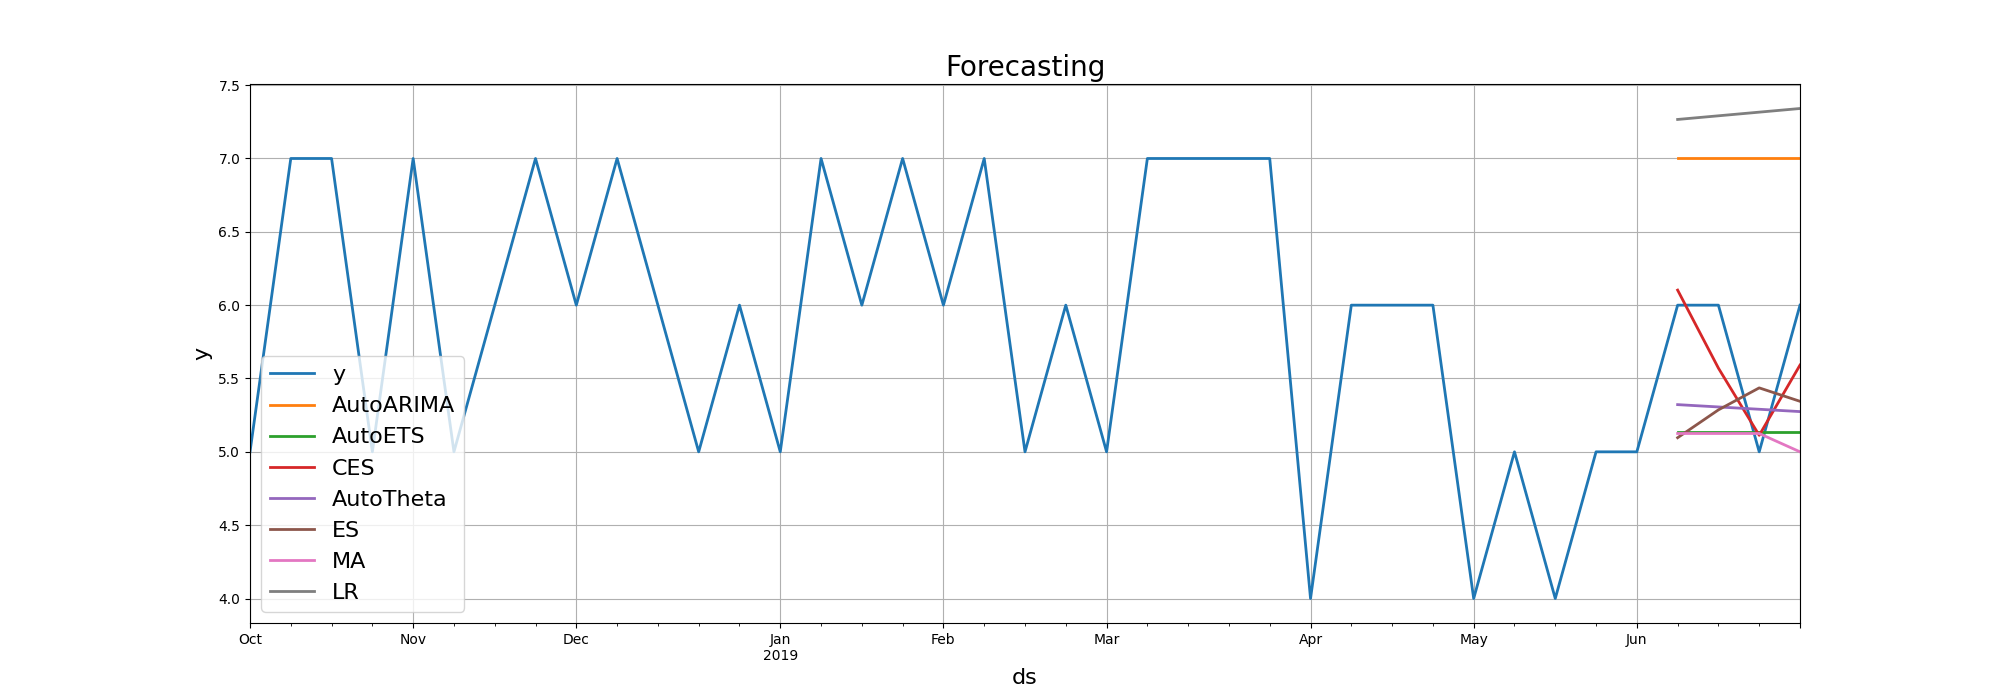 Forecasting
7.5
7.0
6.5
6.0
5.5
5.0
4.5
4.0
y
y
AutoARIMA
AutoETS
CES
AutoTheta
ES
MA
LR
Oct Nov Dec Jan Feb Mar Apr May Jun
2019
ds